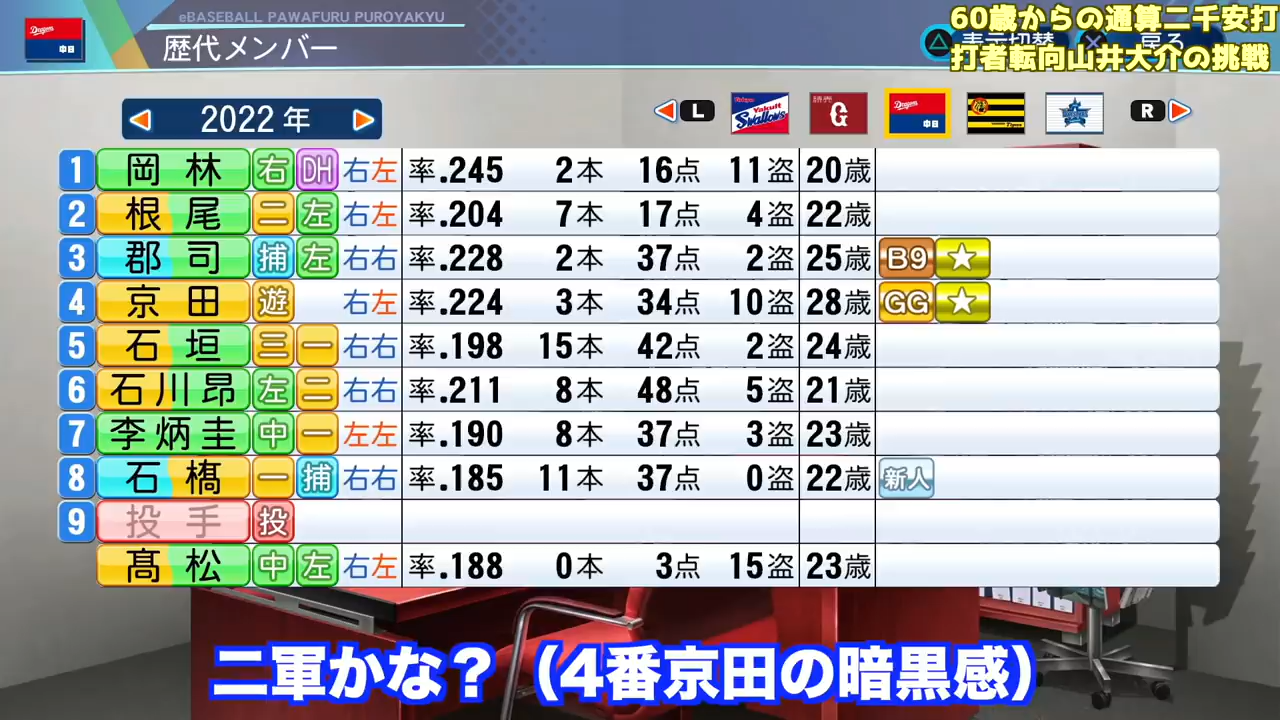 eBASEBALL PAWAFURU PUROYAKYU
歴代メンバー
60歳からの通算二千安打
打者転向山井大介の挑戦
表示切替
戻る
2022年
L
Yakult Swallows
G
Dragons 中日
Tigers
R
1 岡林 右 DH 右左 率.245 2本 16点 11盗 20歳
2 根尾 二 左 右左 率.204 7本 17点 4盗 22歳
3 郡司 捕 左 右右 率.228 2本 37点 2盗 25歳 B9 ★
4 京田 遊 右左 率.224 3本 34点 10盗 28歳 GG ★
5 石垣 三 一 右右 率.198 15本 42点 2盗 24歳
6 石川昂 左 二 右右 率.211 8本 48点 5盗 21歳
7 李炳圭 中 一 左左 率.190 8本 37点 3盗 23歳
8 石橋 一 捕 右右 率.185 11本 37点 0盗 22歳 新人
9 投手 投
髙松 中 左 右左 率.188 0本 3点 15盗 23歳
二軍かな？（4番京田の暗黒感）